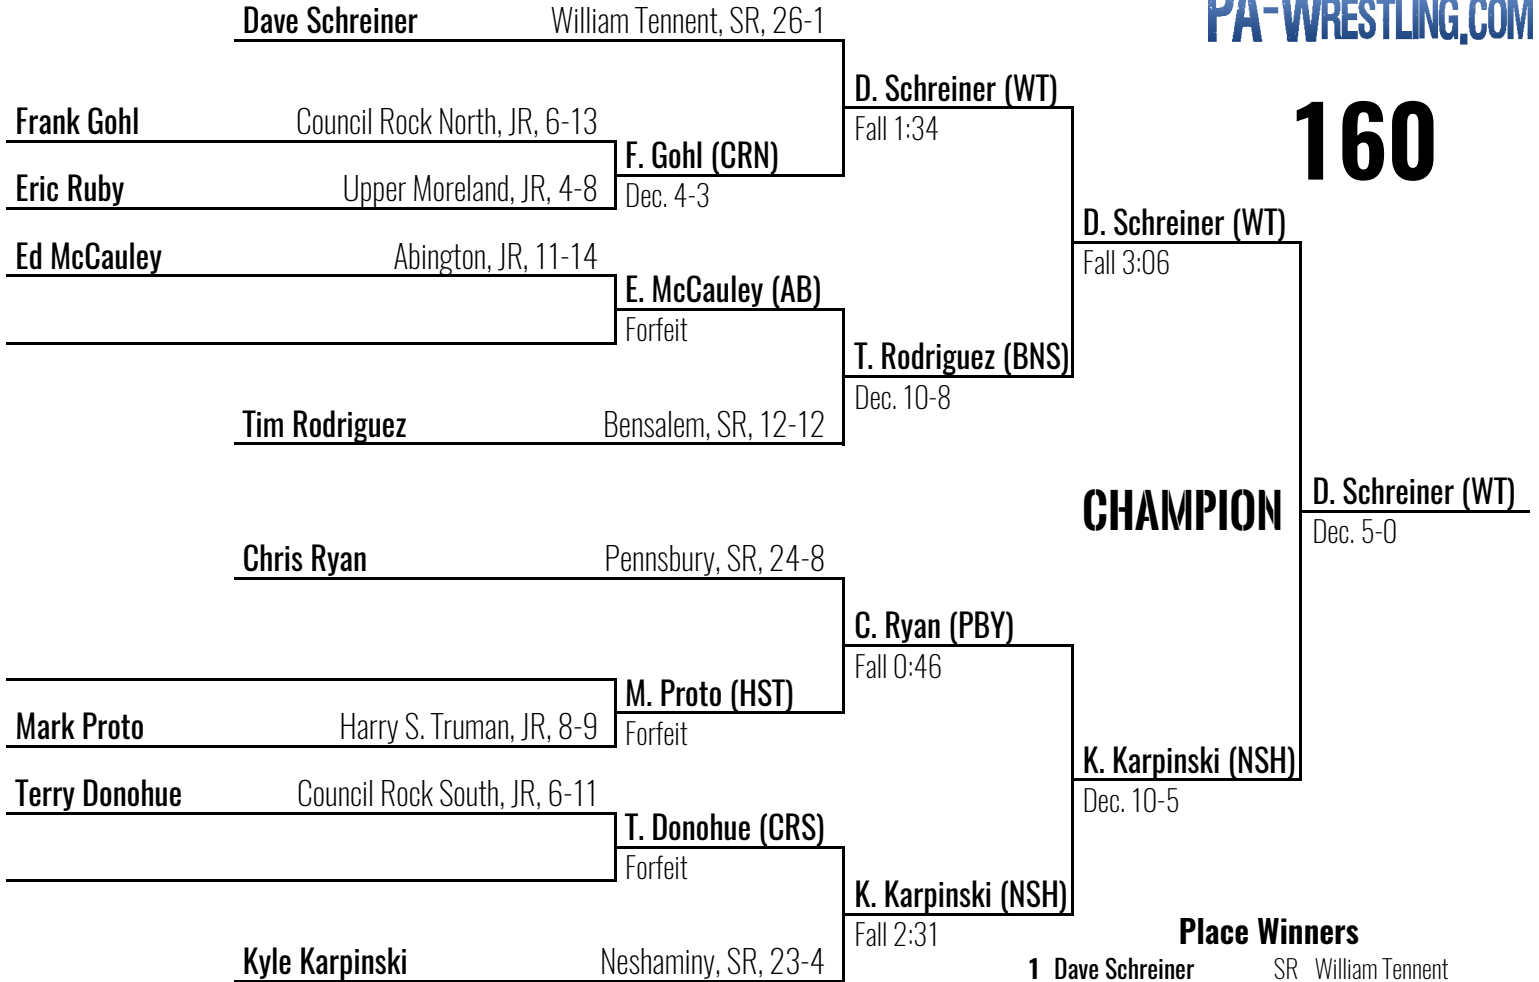 PA-WRESTLING.COM
160
Dave Schreiner William Tennent, SR, 26-1
D. Schreiner (WT)
Fall 1:34
Frank Gohl Council Rock North, JR, 6-13
F. Gohl (CRN)
Dec. 4-3
Eric Ruby Upper Moreland, JR, 4-8
D. Schreiner (WT)
Fall 3:06
Ed McCauley Abington, JR, 11-14
E. McCauley (AB)
Forfeit
T. Rodriguez (BNS)
Dec. 10-8
Tim Rodriguez Bensalem, SR, 12-12
CHAMPION
D. Schreiner (WT)
Dec. 5-0
Chris Ryan Pennsbury, SR, 24-8
C. Ryan (PBY)
Fall 0:46
M. Proto (HST)
Forfeit
Mark Proto Harry S. Truman, JR, 8-9
K. Karpinski (NSH)
Dec. 10-5
Terry Donohue Council Rock South, JR, 6-11
T. Donohue (CRS)
Forfeit
K. Karpinski (NSH)
Fall 2:31
Kyle Karpinski Neshaminy, SR, 23-4
Place Winners
1 Dave Schreiner SR William Tennent